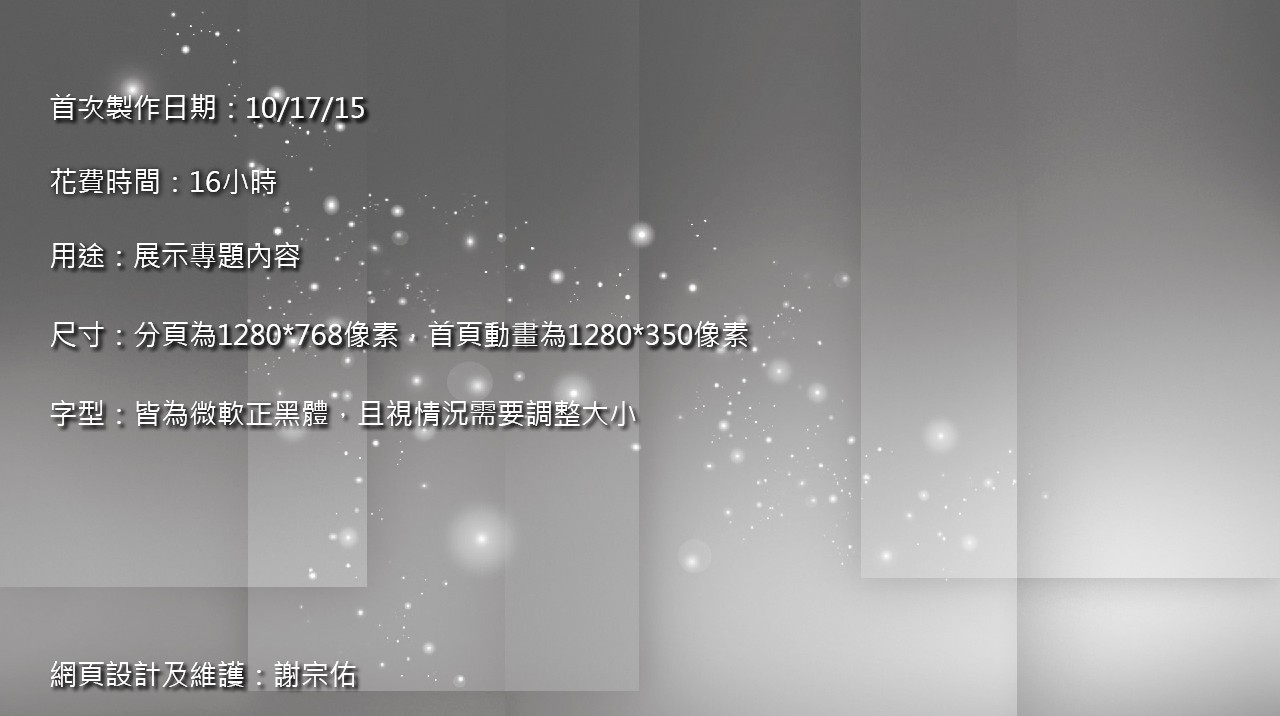 首次製作日期：10/17/15
花費時間：16小時
用途：展示專題內容
尺寸：分頁為1280*768像素，首頁動畫為1280*350像素
字型：皆為微軟正黑體，且視情況需要調整大小
網頁設計及維護：謝宗佑